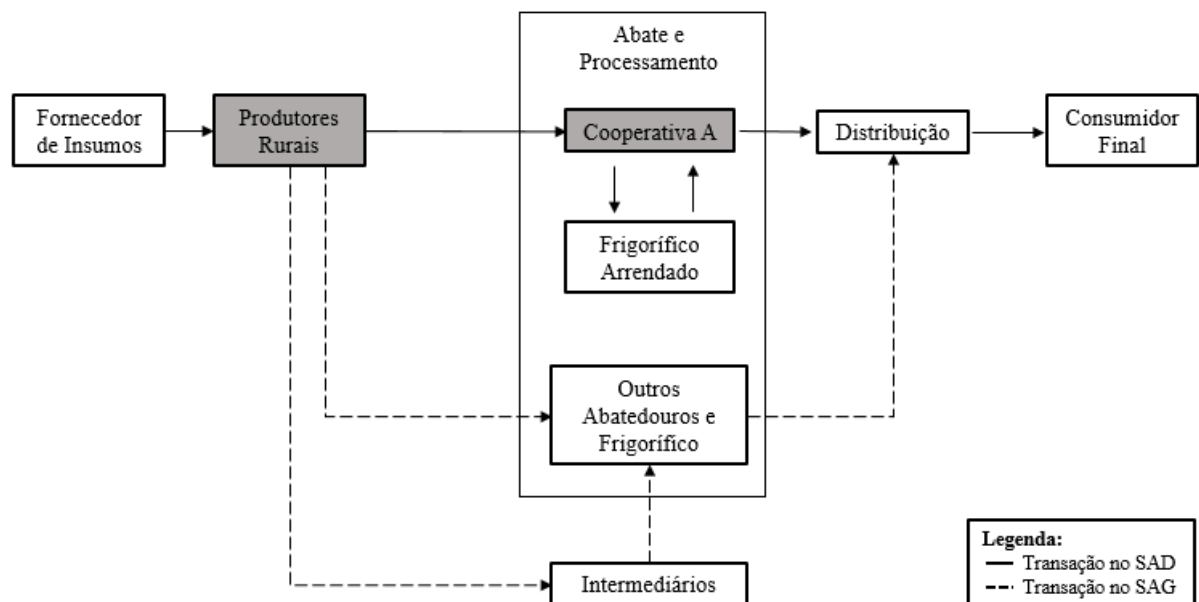 Abate e
Processamento
Fornecedor
de Insumos
Produtores
Rurais
Cooperativa A
Distribuição
Consumidor
Final
Frigorífico
Arrendado
Outros
Abatedouros e
Frigorífico
Intermediários
Legenda:
Transação no SAD
Transação no SAG